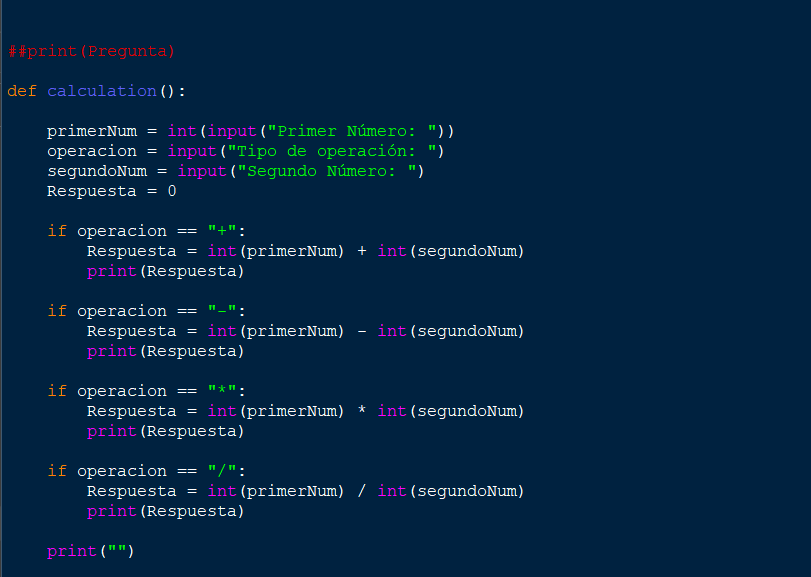 ##print(Pregunta)
def calculation():
    primerNum = int(input("Primer Número: "))
    operacion = input("Tipo de operación: ")
    segundoNum = input("Segundo Número: ")
    Respuesta = 0
    if operacion == "+":
        Respuesta = int(primerNum) + int(segundoNum)
        print(Respuesta)
    if operacion == "-":
        Respuesta = int(primerNum) - int(segundoNum)
        print(Respuesta)
    if operacion == "*":
        Respuesta = int(primerNum) * int(segundoNum)
        print(Respuesta)
    if operacion == "/":
        Respuesta = int(primerNum) / int(segundoNum)
        print(Respuesta)
    print("")